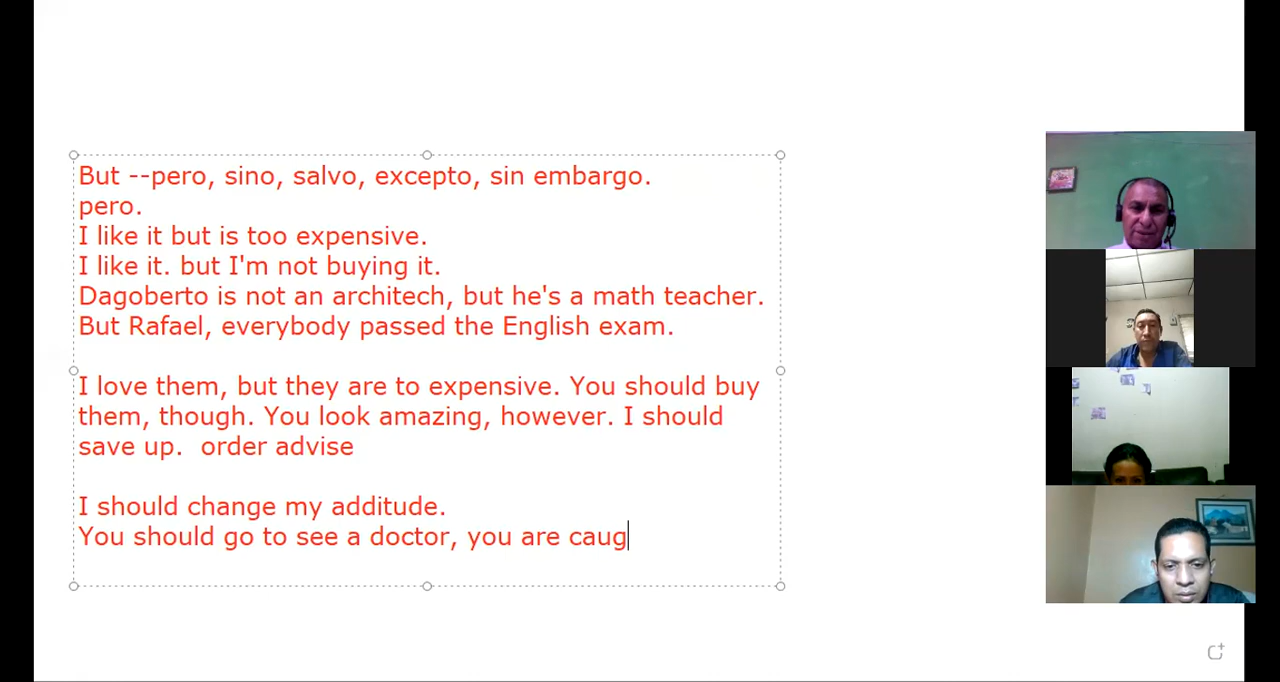 But --pero, sino, salvo, excepto, sin embargo.
pero.
I like it but is too expensive.
I like it. but I'm not buying it.
Dagoberto is not an architech, but he's a math teacher.
But Rafael, everybody passed the English exam.
I love them, but they are to expensive. You should buy
them, though. You look amazing, however. I should
save up.  order advise
I should change my additude.
You should go to see a doctor, you are caug